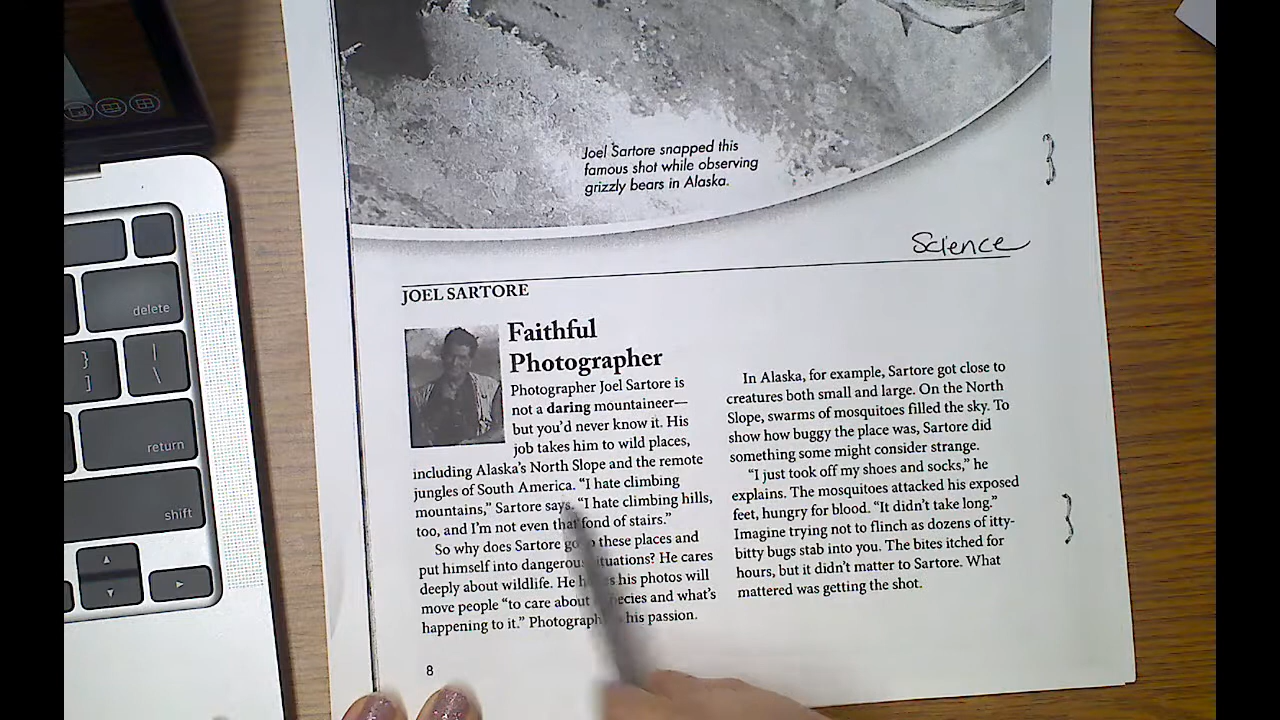 Joel Sartore snapped this
famous shot while observing
grizzly bears in Alaska.
Science
JOEL SARTORE
Faithful
Photographer
Photographer Joel Sartore is
not a daring mountaineer—
but you'd never know it. His
job takes him to wild places,
including Alaska's North Slope and the remote
jungles of South America. "I hate climbing
mountains," Sartore says. "I hate climbing hills,
too, and I'm not even that fond of stairs."
So why does Sartore go to these places and
put himself into dangerous situations? He cares
deeply about wildlife. He his photos will
move people "to care about species and what's
happening to it." Photography his passion.
8
In Alaska, for example, Sartore got close to
creatures both small and large. On the North
Slope, swarms of mosquitoes filled the sky. To
show how buggy the place was, Sartore did
something some might consider strange.
"I just took off my shoes and socks," he
explains. The mosquitoes attacked his exposed
feet, hungry for blood. "It didn't take long."
Imagine trying not to flinch as dozens of itty-
bitty bugs stab into you. The bites itched for
hours, but it didn't matter to Sartore. What
mattered was getting the shot.
delete
}
]
|
\
return
shift